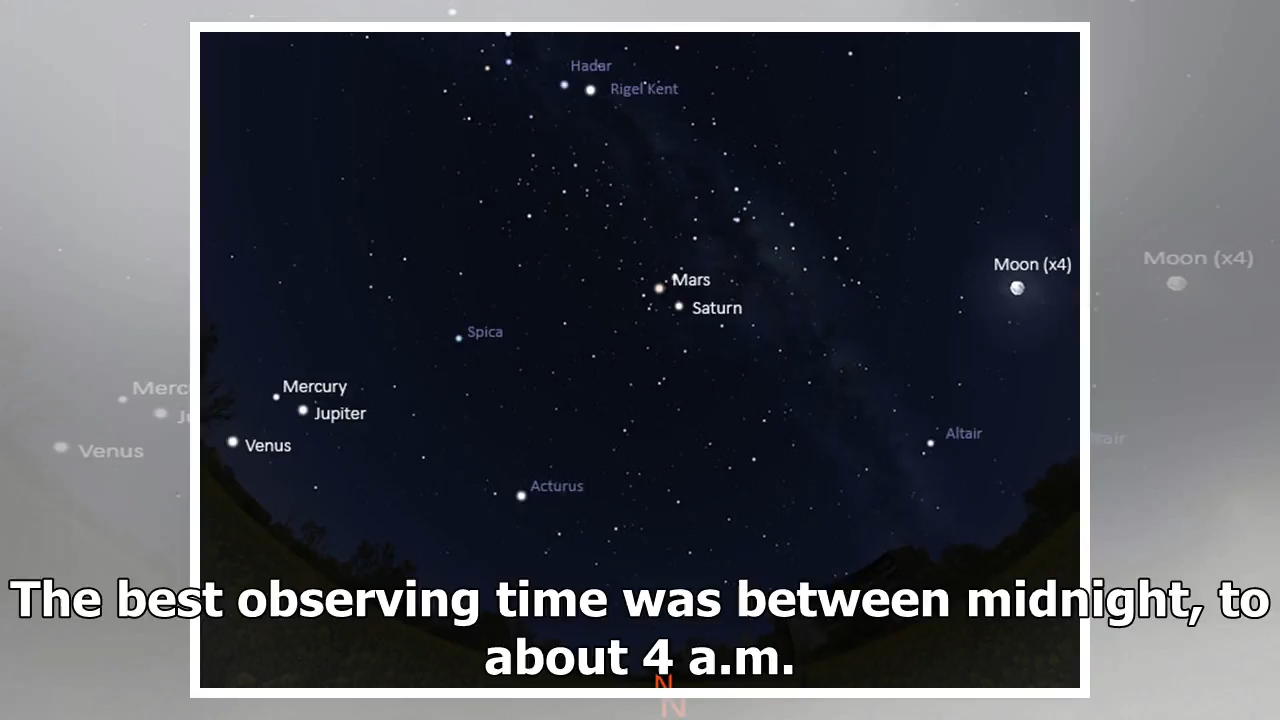 Hadar
Rigel Kent
Moon (x4)
Moon (x4)
Mars
Saturn
Spica
Mercury
Jupiter
Venus
Venus
Altair
Acturus
The best observing time was between midnight, to
about 4 a.m.
N
N